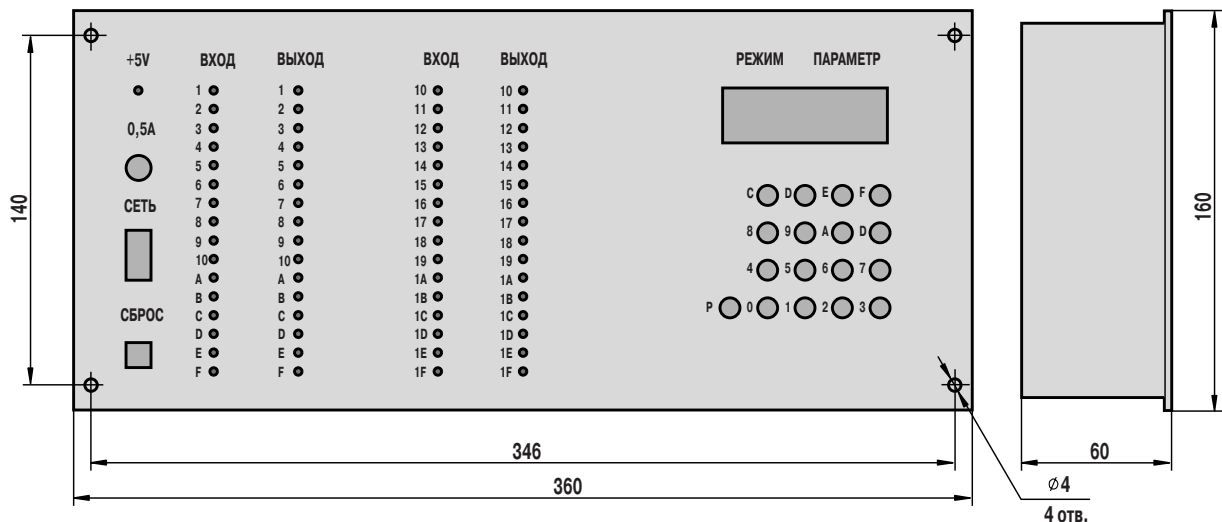 +5V ВХОД ВЫХОД ВХОД ВЫХОД РЕЖИМ ПАРАМЕТР
1 1 10 10
2 2 11 11
0,5А 3 3 12 12
4 4 13 13
5 5 14 14
6 6 15 15 C D E F
СЕТЬ 7 7 16 16
8 8 17 17 8 9 A D
9 9 18 18
10 10 19 19 4 5 6 7
A A 1A 1A
B B 1B 1B
СБРОС C C 1C 1C P 0 1 2 3
D D 1D 1D
E E 1E 1E
F F 1F 1F
140
160
346
360
60
Ø4
4 отв.